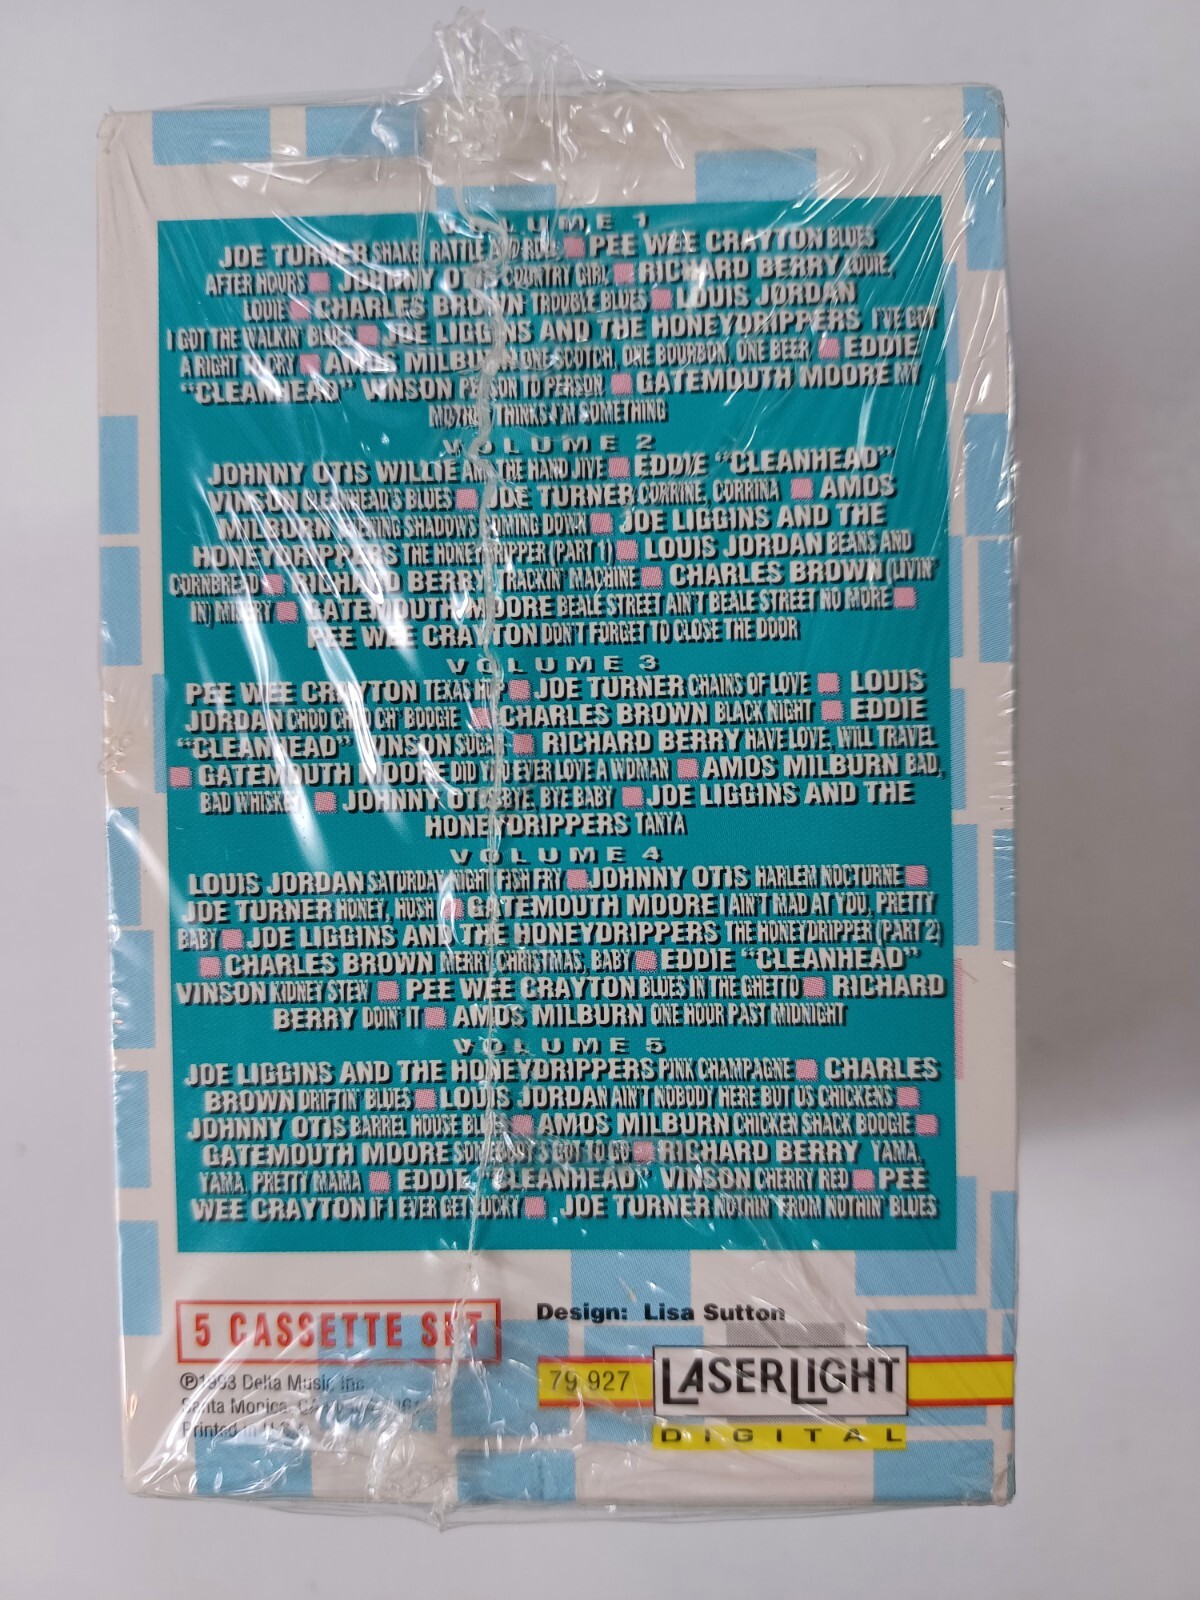 VOLUME 1
JOE TURNER SHAKE, RATTLE AND ROLL PEE WEE CRAYTON BLUES
AFTER HOURS JOHNNY OTIS COUNTRY GIRL RICHARD BERRY LOUIE,
LOUIE CHARLES BROWN TROUBLE BLUES LOUIS JORDAN
I GOT THE WALKIN' BLUES JOE LIGGINS AND THE HONEYDRIPPERS I'VE GOT
A RIGHT TO CRY AMOS MILBURN ONE SCOTCH, ONE BOURBON, ONE BEER EDDIE
"CLEANHEAD" VINSON PERSON TO PERSON GATEMOUTH MOORE MY
MOTHER THINKS I'M SOMETHING
VOLUME 2
JOHNNY OTIS WILLIE AND THE HAND JIVE EDDIE "CLEANHEAD"
VINSON CLEANHEAD'S BLUES JOE TURNER CORRINE, CORRINA AMOS
MILBURN EVENING SHADOWS COMING DOWN JOE LIGGINS AND THE
HONEYDRIPPERS THE HONEYDRIPPER (PART 1) LOUIS JORDAN BEANS AND
CORNBREAD RICHARD BERRY TRACKIN' MACHINE CHARLES BROWN (LIVIN'
IN) MISERY GATEMOUTH MOORE BEALE STREET AIN'T BEALE STREET NO MORE
PEE WEE CRAYTON DON'T FORGET TO CLOSE THE DOOR
VOLUME 3
PEE WEE CRAYTON TEXAS HOP JOE TURNER CHAINS OF LOVE LOUIS
JORDAN CHOO CHOO CH' BOOGIE CHARLES BROWN BLACK NIGHT EDDIE
"CLEANHEAD" VINSON SUGAR RICHARD BERRY HAVE LOVE, WILL TRAVEL
GATEMOUTH MOORE DID YOU EVER LOVE A WOMAN AMOS MILBURN BAD,
BAD WHISKEY JOHNNY OTIS BYE, BYE BABY JOE LIGGINS AND THE
HONEYDRIPPERS TANYA
VOLUME 4
LOUIS JORDAN SATURDAY NIGHT FISH FRY JOHNNY OTIS HARLEM NOCTURNE
JOE TURNER HONEY, HUSH GATEMOUTH MOORE I AIN'T MAD AT YOU, PRETTY
BABY JOE LIGGINS AND THE HONEYDRIPPERS THE HONEYDRIPPER (PART 2)
CHARLES BROWN MERRY CHRISTMAS, BABY EDDIE "CLEANHEAD"
VINSON KIDNEY STEW PEE WEE CRAYTON BLUES IN THE GHETTO RICHARD
BERRY DOIN' IT AMOS MILBURN ONE HOUR PAST MIDNIGHT
VOLUME 5
JOE LIGGINS AND THE HONEYDRIPPERS PINK CHAMPAGNE CHARLES
BROWN DRIFTIN' BLUES LOUIS JORDAN AIN'T NOBODY HERE BUT US CHICKENS
JOHNNY OTIS BARREL HOUSE BLUES AMOS MILBURN CHICKEN SHACK BOOGIE
GATEMOUTH MOORE SOMEBODY'S GOT TO GO RICHARD BERRY YAMA,
YAMA, PRETTY MAMA EDDIE "CLEANHEAD" VINSON CHERRY RED PEE
WEE CRAYTON IF I EVER GET LUCKY JOE TURNER NOTHIN' FROM NOTHIN' BLUES
5 CASSETTE SET
Design: Lisa Sutton
℗1993 Delta Music, Inc.
Santa Monica, CA
Printed in U.S.A.
79 927
LASERLIGHT
DIGITAL